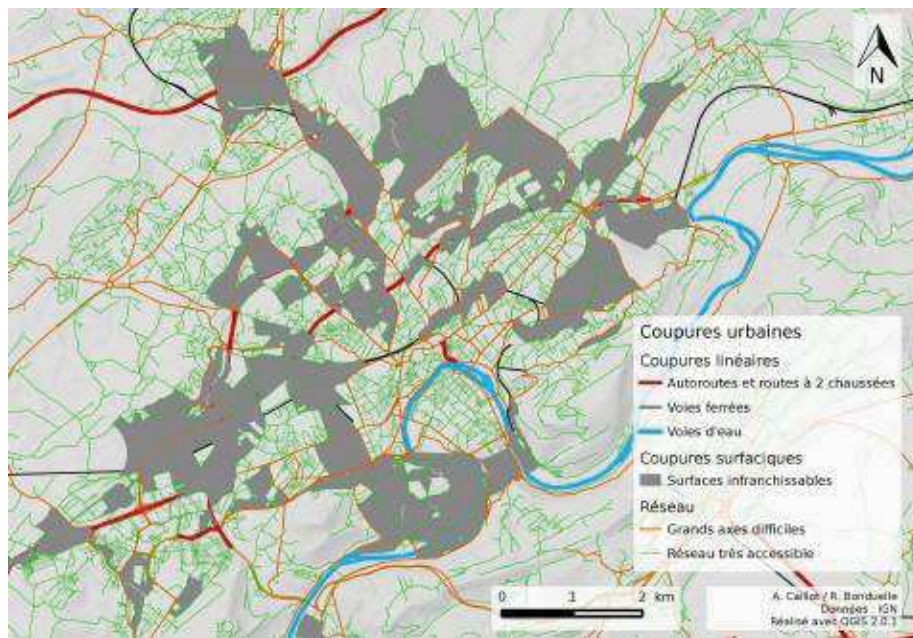 N
Coupures urbaines
Coupures linéaires
Autoroutes et routes à 2 chaussées
Voies ferrées
Voies d'eau
Coupures surfaciques
Surfaces infranchissables
Réseau
Grands axes difficiles
Réseau très accessible
0 1 2 km
A. Caillot / R. Bonduelle
Données : IGN
Réalisé avec QGIS 2.0.1